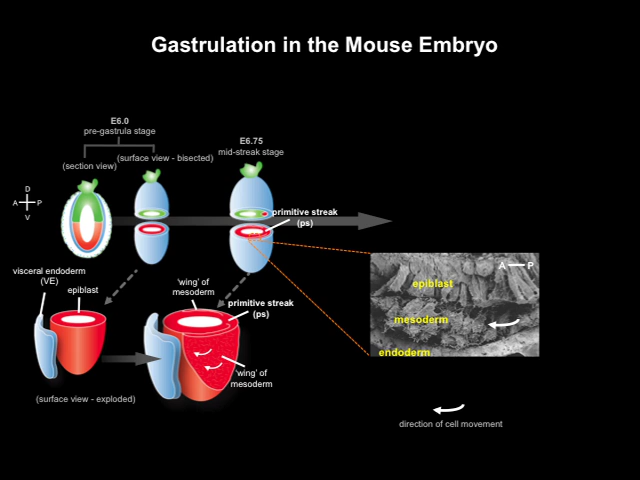 Gastrulation in the Mouse Embryo
E6.0
pre-gastrula stage
(section view)
(surface view - bisected)
E6.75
mid-streak stage
D
A P
V
primitive streak
(ps)
visceral endoderm
(VE)
epiblast
'wing' of
mesoderm
primitive streak
(ps)
'wing' of
mesoderm
(surface view - exploded)
A P
epiblast
mesoderm
endoderm
direction of cell movement